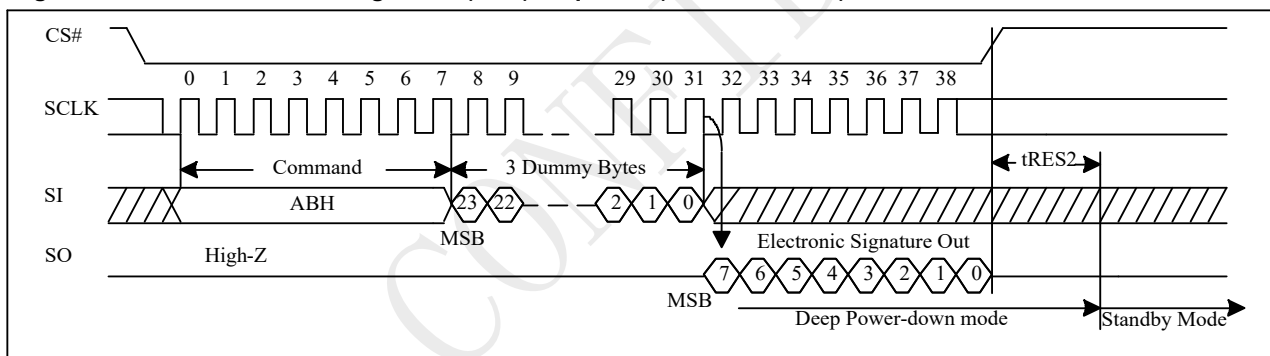 CS#
0 1 2 3 4 5 6 7 8 9 29 30 31 32 33 34 35 36 37 38
SCLK
Command 3 Dummy Bytes tRES2
SI ABH 23 22 2 1 0
MSB
SO High-Z Electronic Signature Out
7 6 5 4 3 2 1 0
MSB
Deep Power-down mode Standby Mode